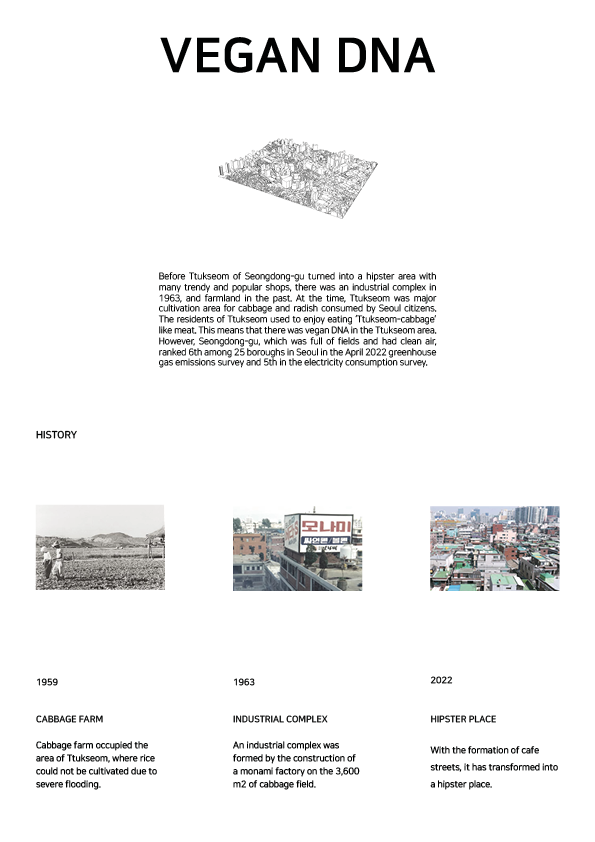 VEGAN DNA
Before Ttukseom of Seongdong-gu turned into a hipster area with
many trendy and popular shops, there was an industrial complex in
1963, and farmland in the past. At the time, Ttukseom was major
cultivation area for cabbage and radish consumed by Seoul citizens.
The residents of Ttukseom used to enjoy eating 'Ttukseom-cabbage'
like meat. This means that there was vegan DNA in the Ttukseom area.
However, Seongdong-gu, which was full of fields and had clean air,
ranked 6th among 25 boroughs in Seoul in the April 2022 greenhouse
gas emissions survey and 5th in the electricity consumption survey.
HISTORY
모나미
1959
CABBAGE FARM
Cabbage farm occupied the
area of Ttukseom, where rice
could not be cultivated due to
severe flooding.
1963
INDUSTRIAL COMPLEX
An industrial complex was
formed by the construction of
a monami factory on the 3,600
m2 of cabbage field.
2022
HIPSTER PLACE
With the formation of cafe
streets, it has transformed into
a hipster place.